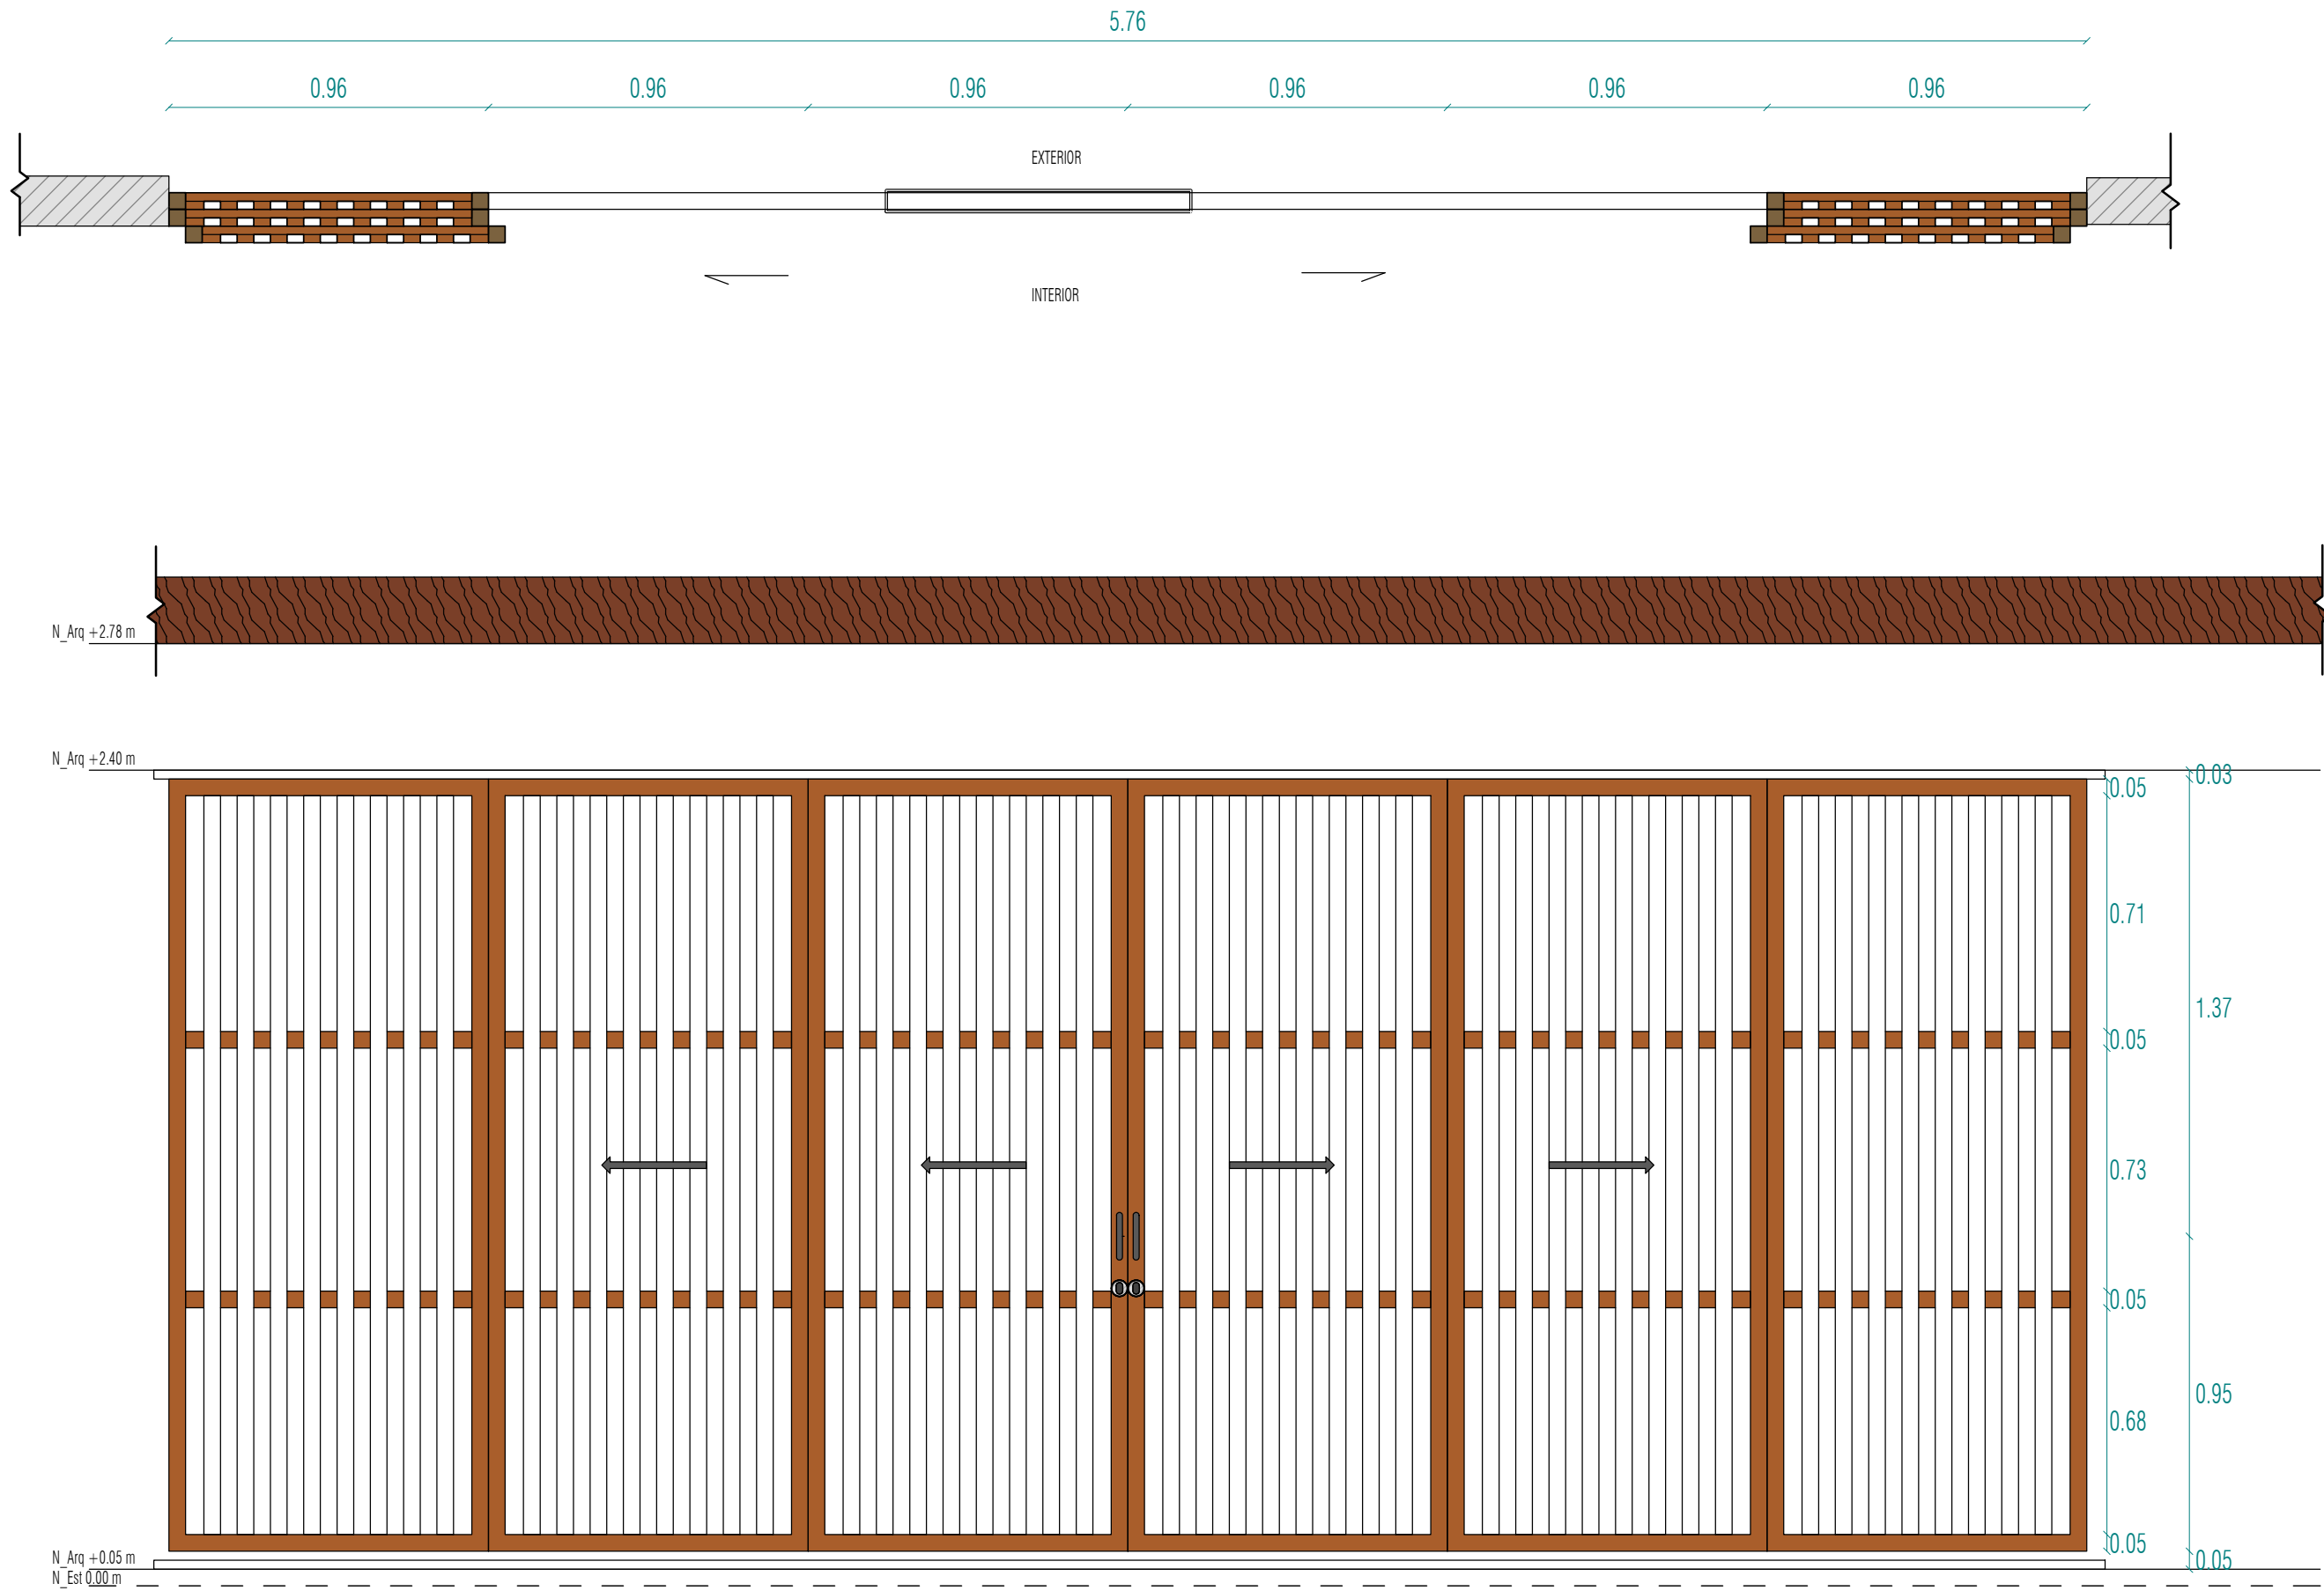 5.76
0.96 0.96 0.96 0.96 0.96 0.96
EXTERIOR
INTERIOR
N_Arq +2.78 m
N_Arq +2.40 m
0.03
0.05
0.71
1.37
0.05
0.73
0.05
0.95
0.68
0.05
N_Arq +0.05 m
0.05
N_Est 0.00 m